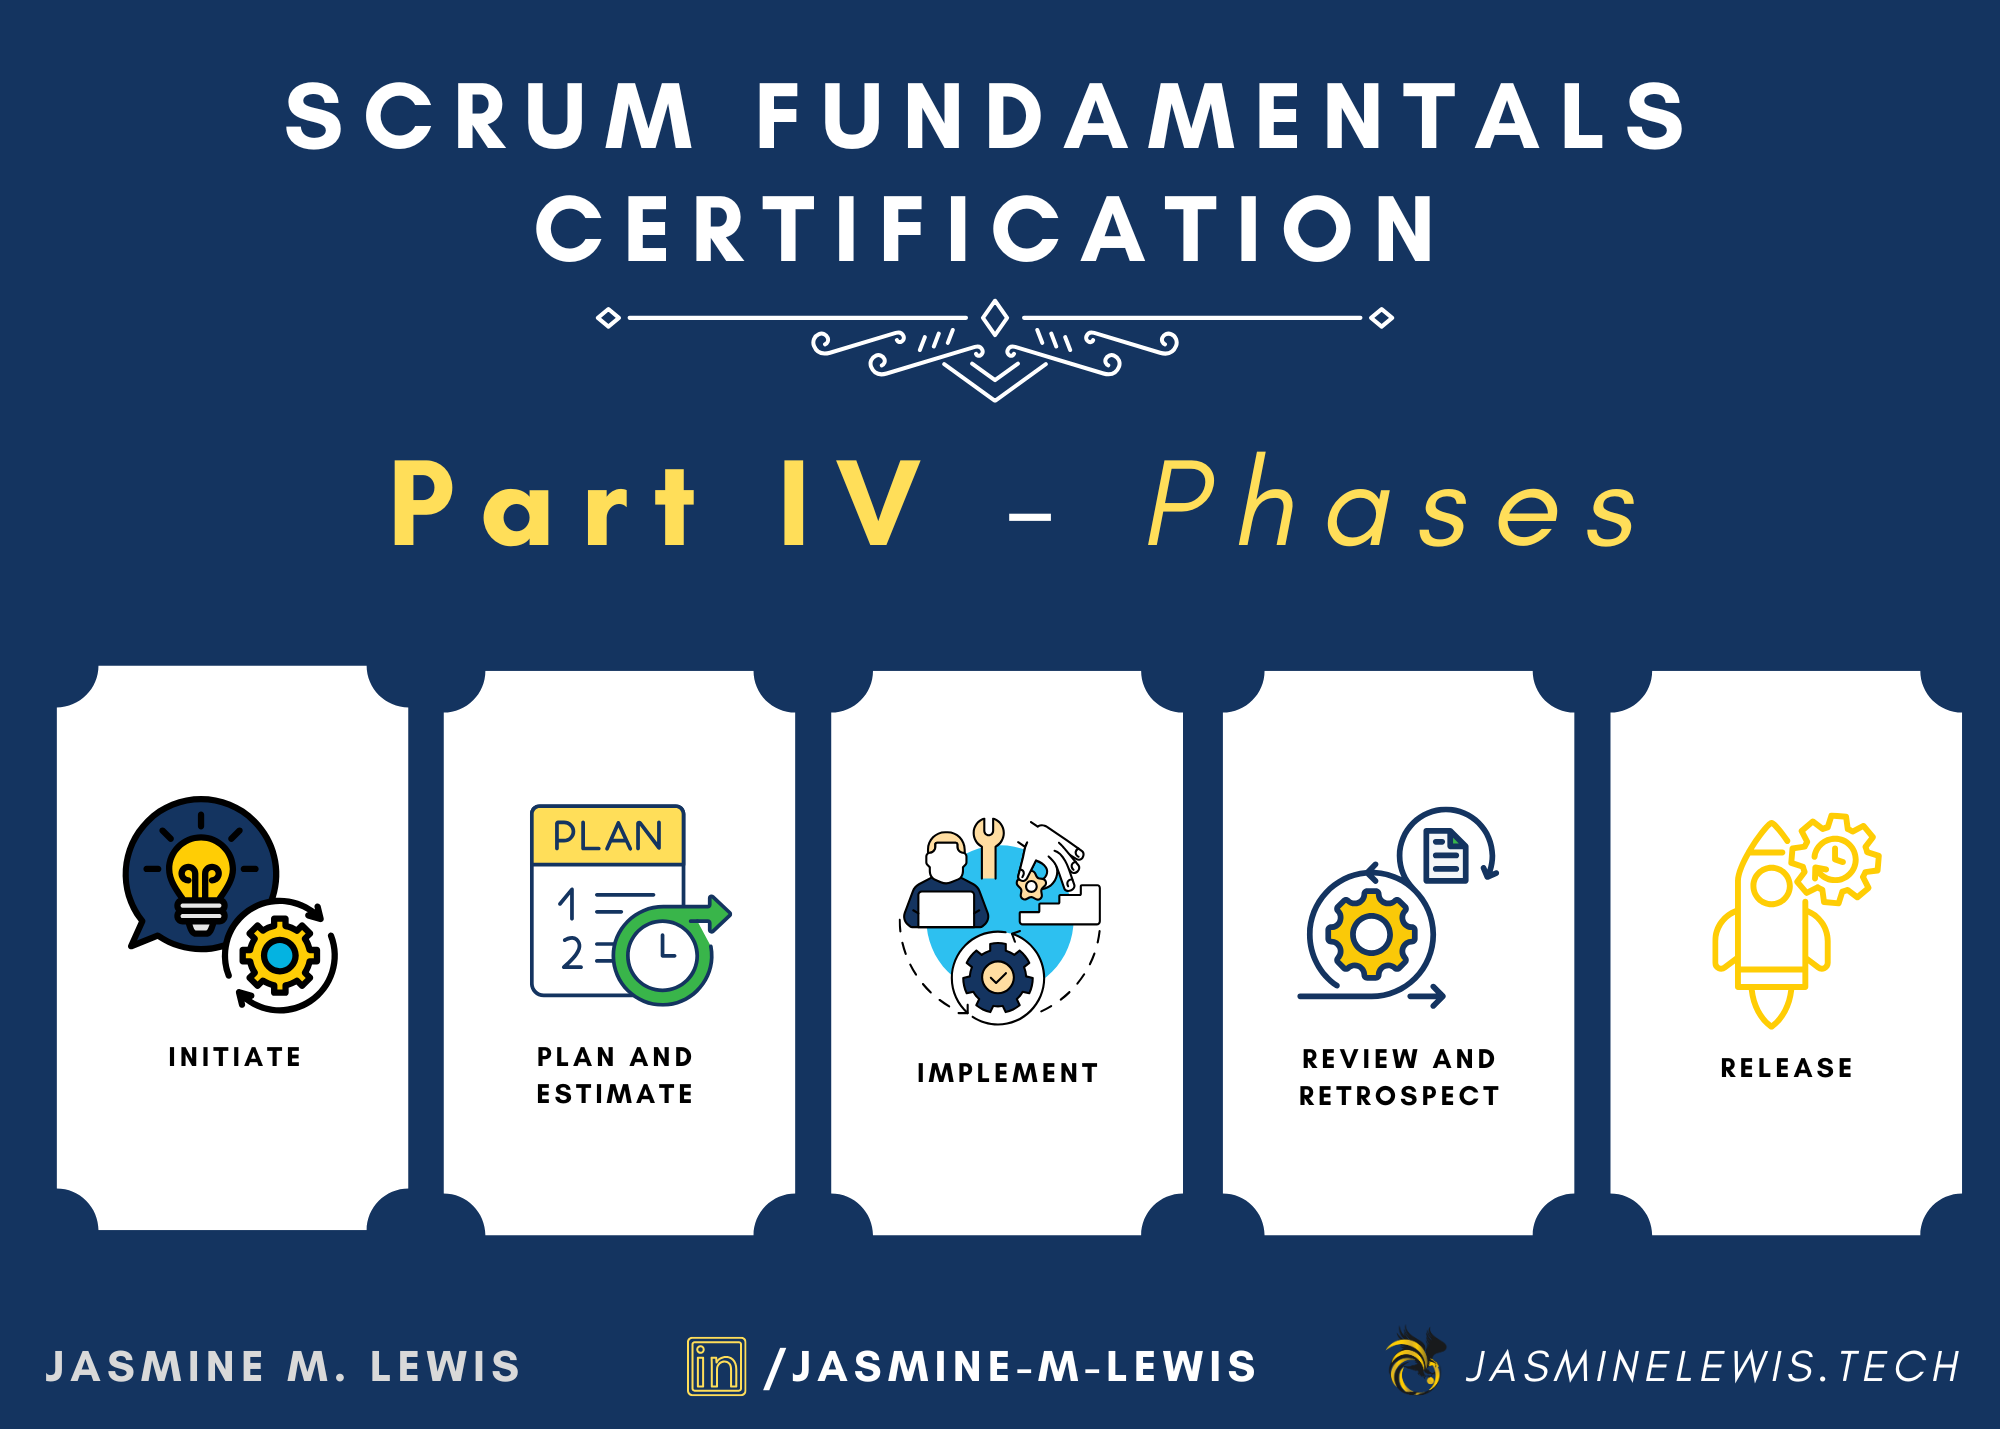 SCRUM FUNDAMENTALS
CERTIFICATION
Part IV - Phases
PLAN
1
2
INITIATE
PLAN AND
ESTIMATE
IMPLEMENT
REVIEW AND
RETROSPECT
RELEASE
JASMINE M. LEWIS
in /JASMINE-M-LEWIS
JASMINELEWIS.TECH